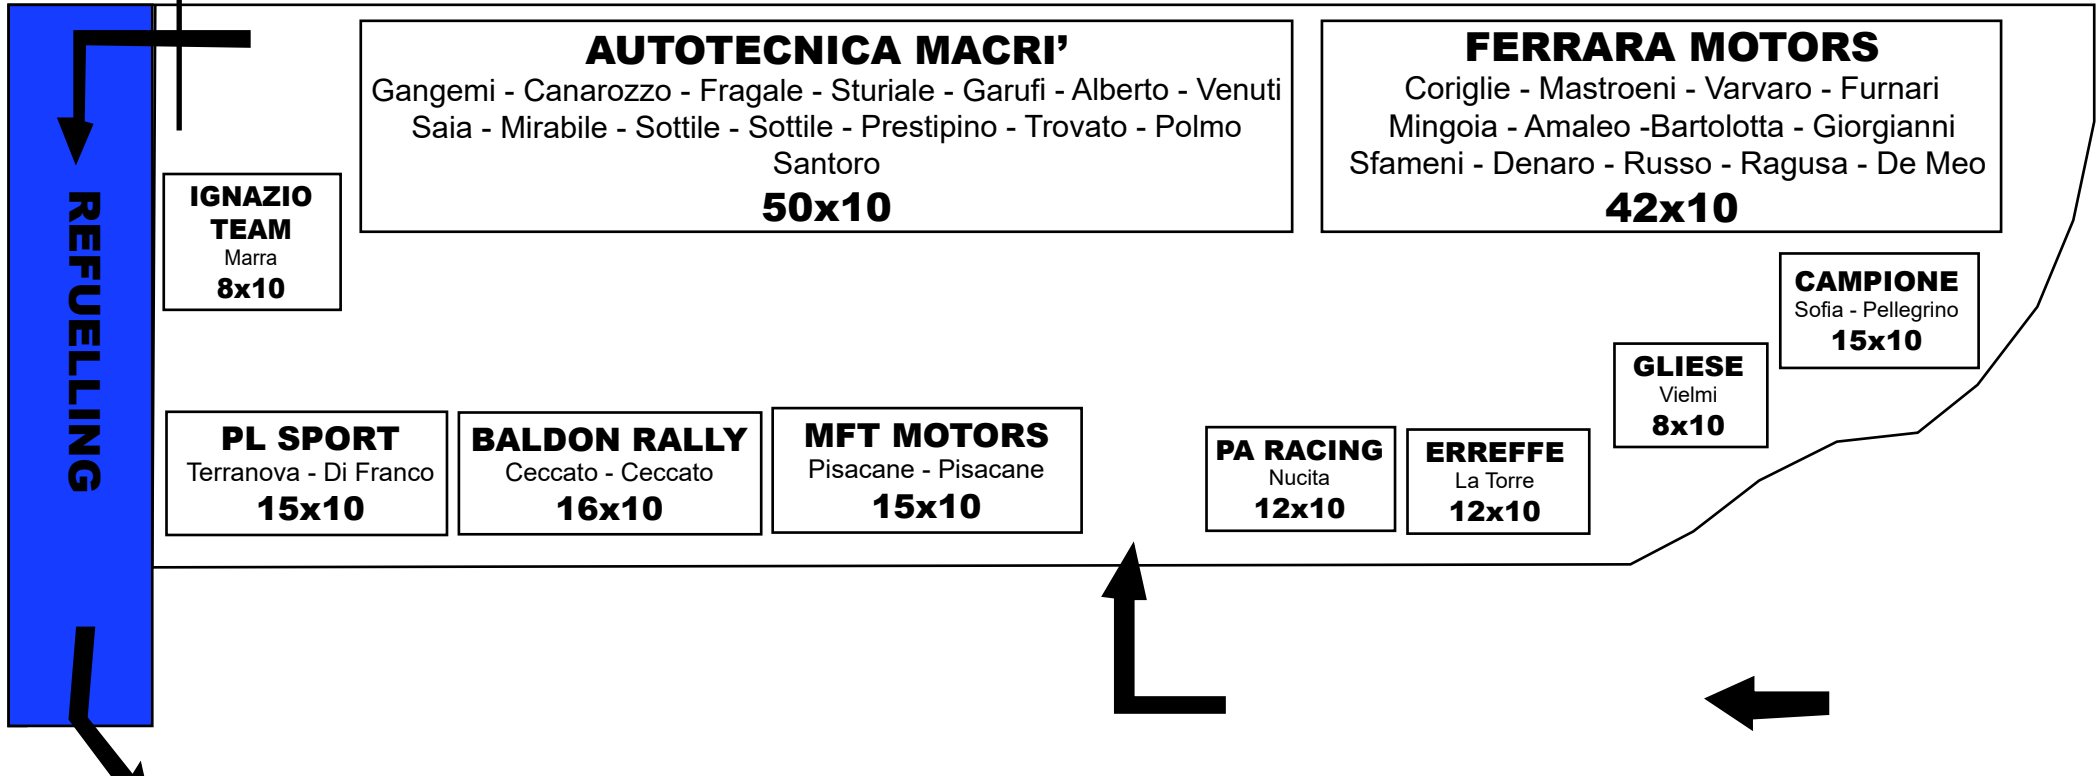 REFUELLING
AUTOTECNICA MACRI’
Gangemi - Canarozzo - Fragale - Sturiale - Garufi - Alberto - Venuti
Saia - Mirabile - Sottile - Sottile - Prestipino - Trovato - Polmo
Santoro
50x10
FERRARA MOTORS
Coriglie - Mastroeni - Varvaro - Furnari
Mingoia - Amaleo -Bartolotta - Giorgianni
Sfameni - Denaro - Russo - Ragusa - De Meo
42x10
IGNAZIO
TEAM
Marra
8x10
CAMPIONE
Sofia - Pellegrino
15x10
GLIESE
Vielmi
8x10
PL SPORT
Terranova - Di Franco
15x10
BALDON RALLY
Ceccato - Ceccato
16x10
MFT MOTORS
Pisacane - Pisacane
15x10
PA RACING
Nucita
12x10
ERREFFE
La Torre
12x10